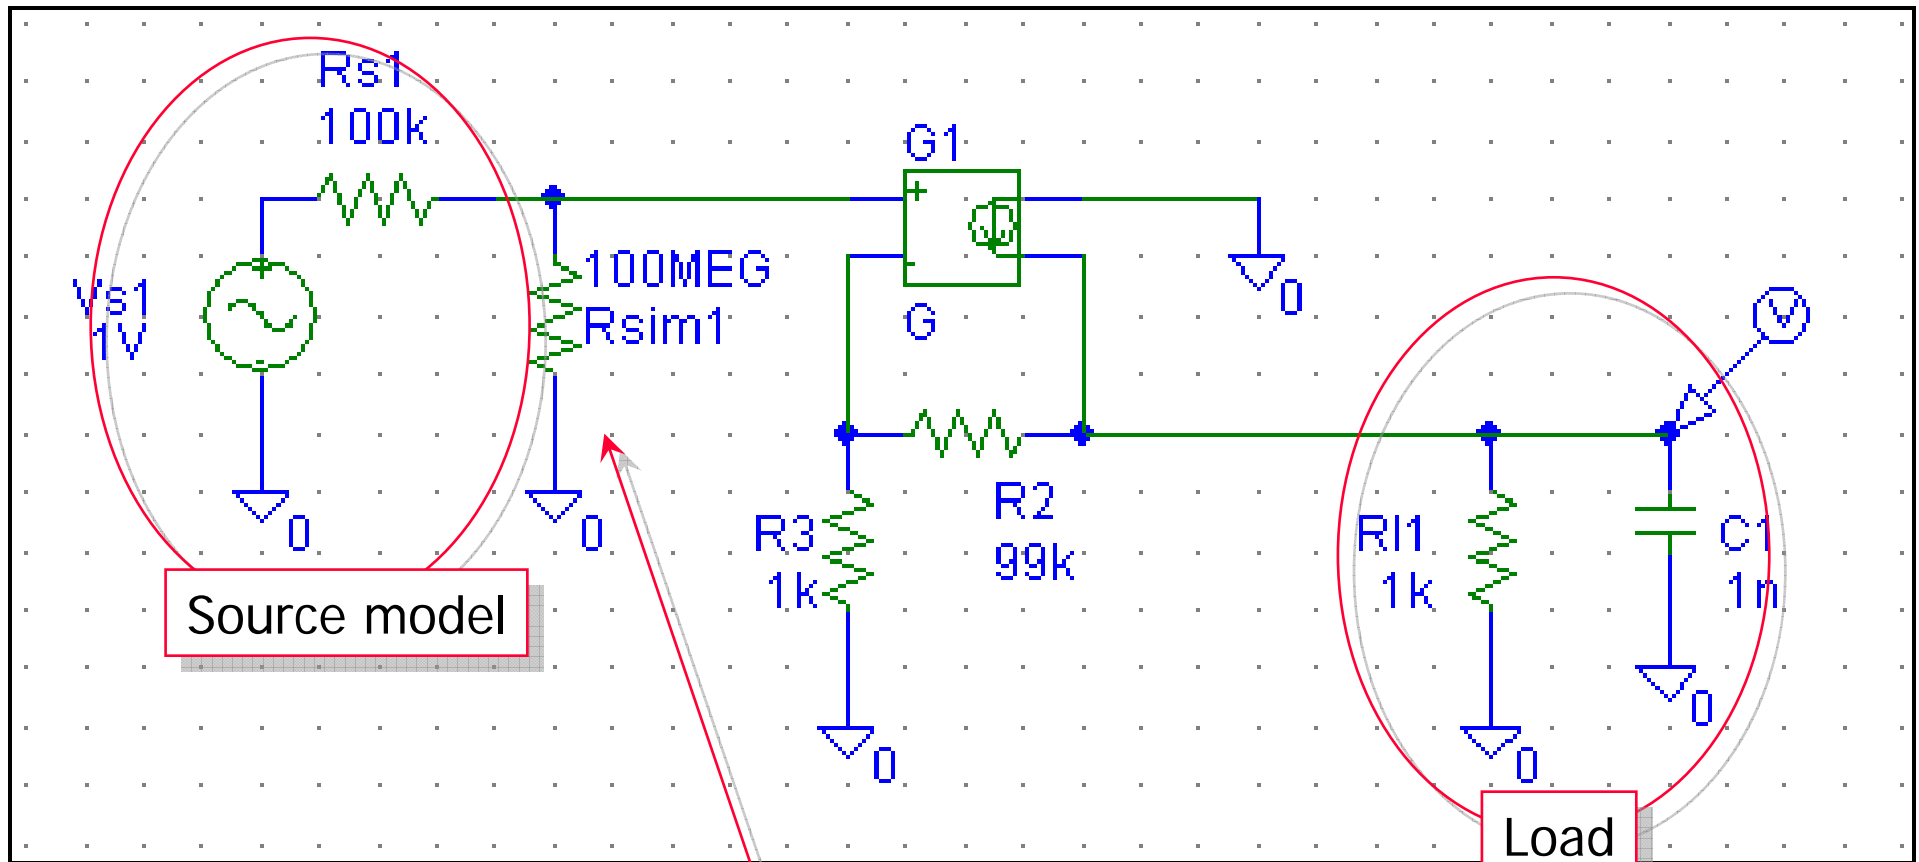 Rs1
100k
Vs1
1V
0
100MEG
Rsim1
0
G1
+
-
G
0
R3
1k
0
R2
99k
V
Rl1
1k
0
C1
1n
0
Source model
Load